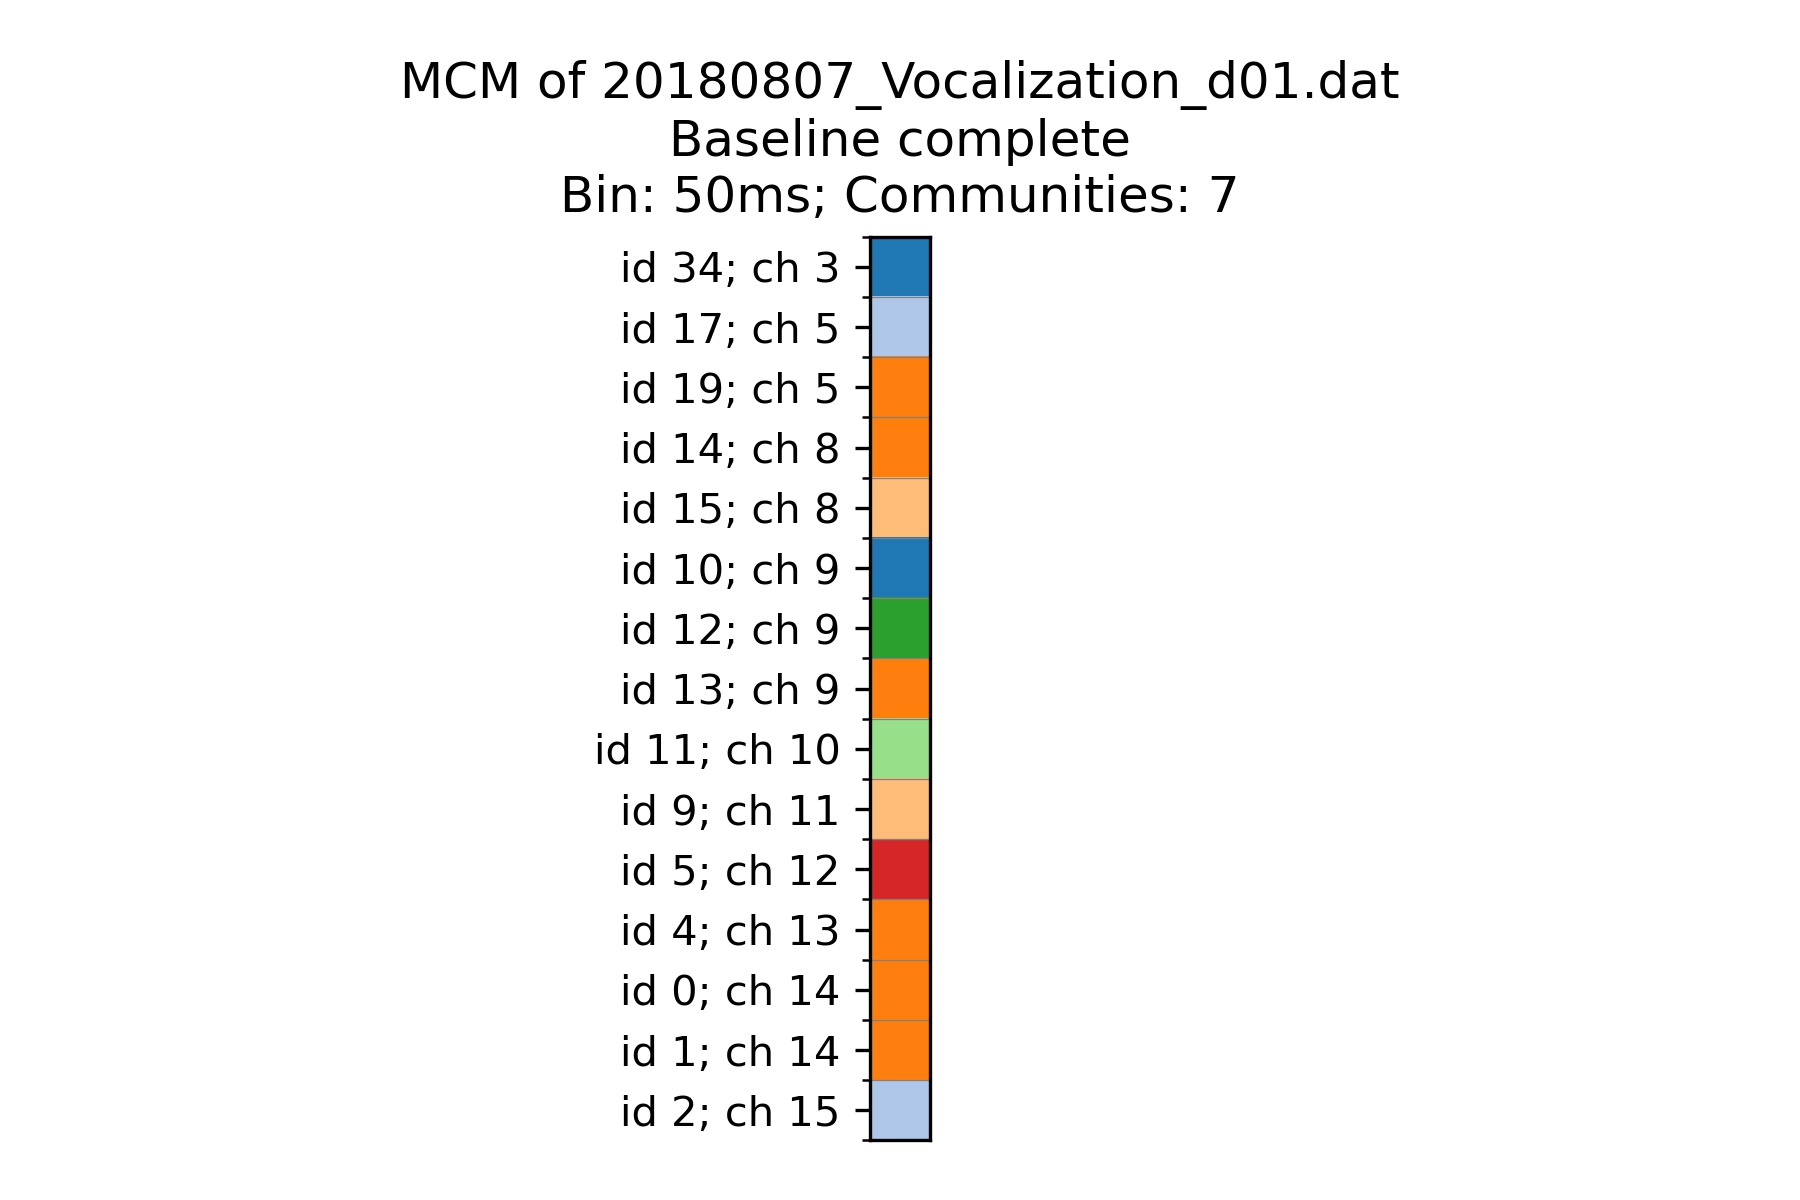 MCM of 20180807_Vocalization_d01.dat
Baseline complete
Bin: 50ms; Communities: 7
id 34; ch 3
id 17; ch 5
id 19; ch 5
id 14; ch 8
id 15; ch 8
id 10; ch 9
id 12; ch 9
id 13; ch 9
id 11; ch 10
id 9; ch 11
id 5; ch 12
id 4; ch 13
id 0; ch 14
id 1; ch 14
id 2; ch 15